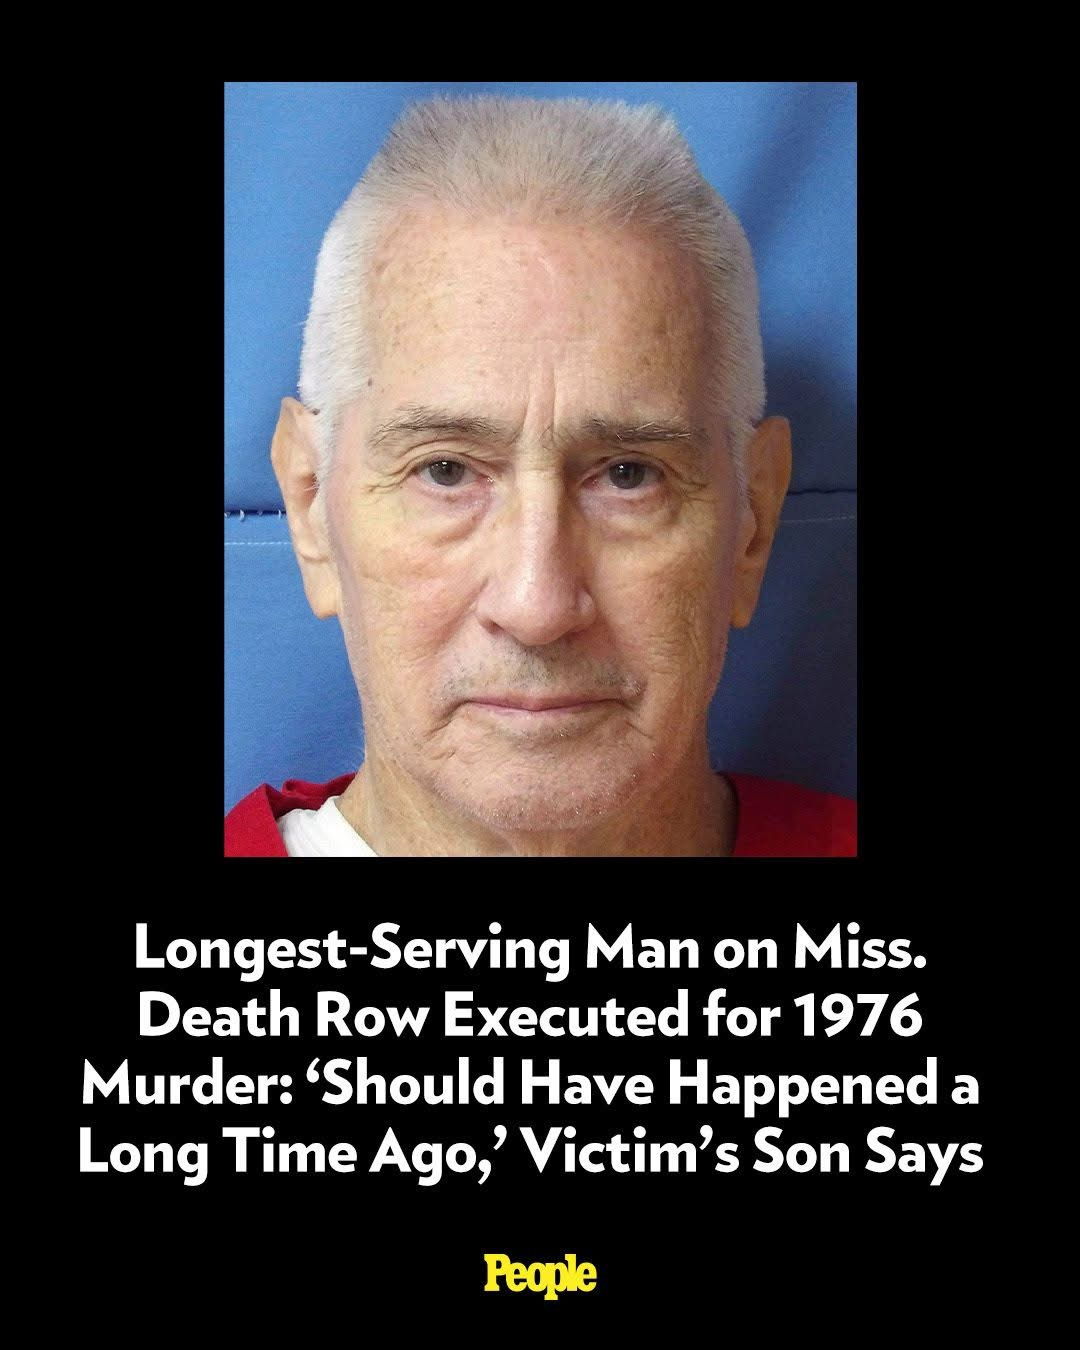 Longest-Serving Man on Miss.
Death Row Executed for 1976
Murder: ‘Should Have Happened a
Long Time Ago,’ Victim’s Son Says
People